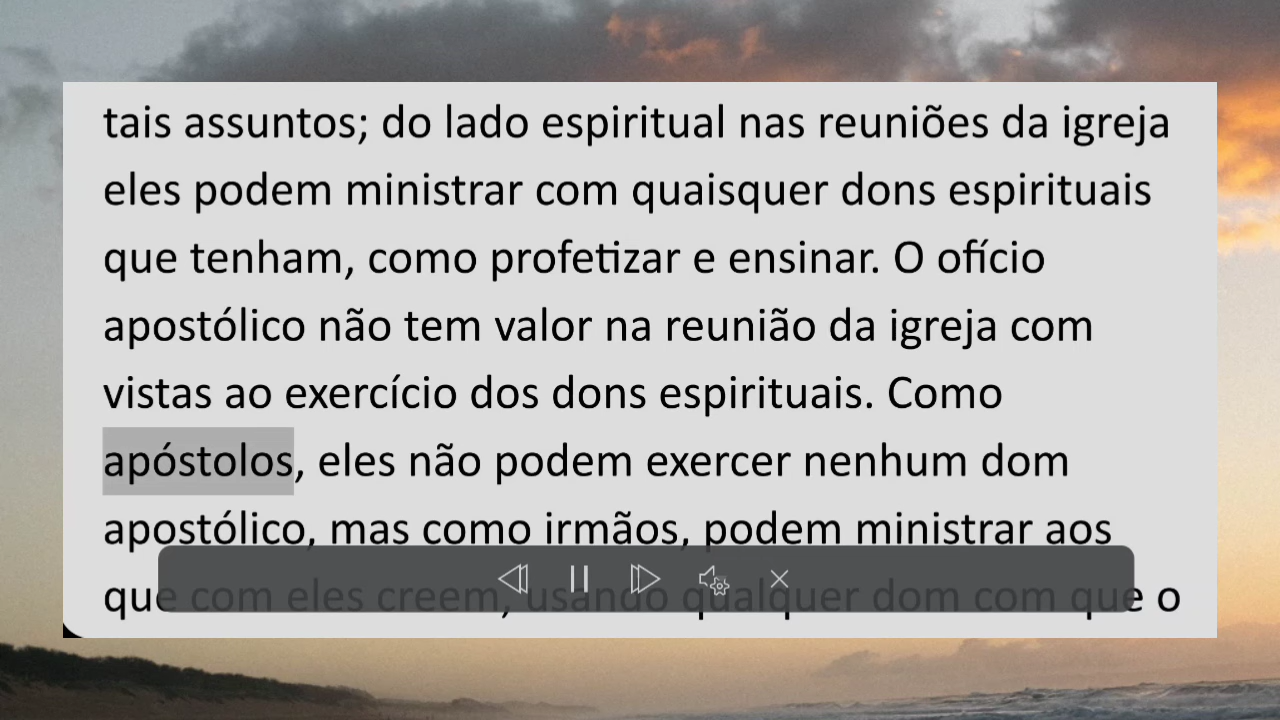 tais assuntos; do lado espiritual nas reuniões da igreja
eles podem ministrar com quaisquer dons espirituais
que tenham, como profetizar e ensinar. O ofício
apostólico não tem valor na reunião da igreja com
vistas ao exercício dos dons espirituais. Como
apóstolos, eles não podem exercer nenhum dom
apostólico, mas como irmãos, podem ministrar aos
que com eles creem, usando qualquer dom com que o